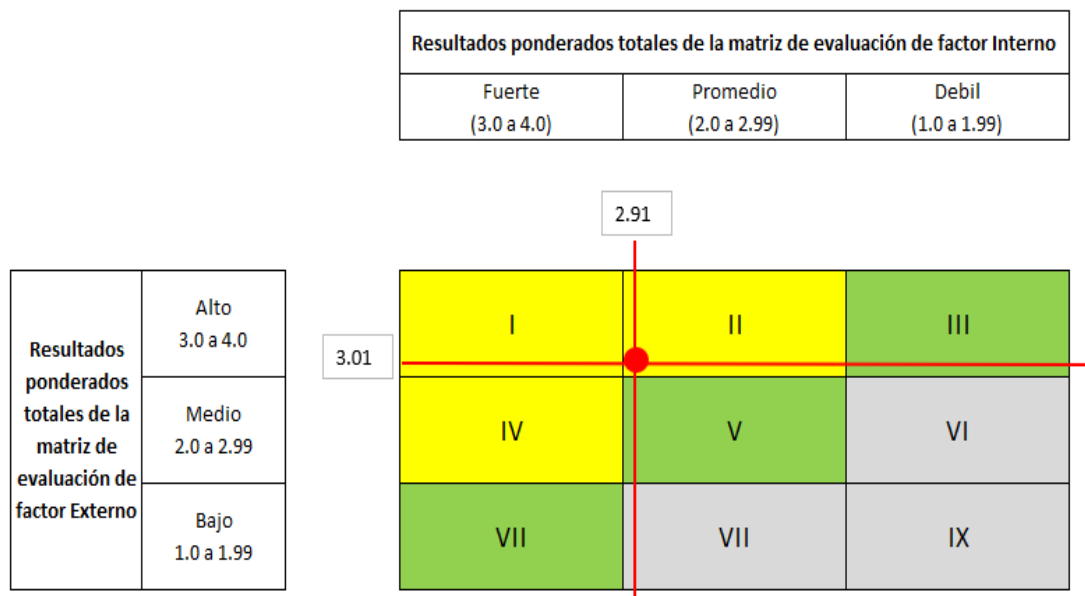 Resultados ponderados totales de la matriz de evaluación de factor Interno
Fuerte
(3.0 a 4.0)
Promedio
(2.0 a 2.99)
Debil
(1.0 a 1.99)
2.91
Resultados
ponderados
totales de la
matriz de
evaluación de
factor Externo
Alto
3.0 a 4.0
Medio
2.0 a 2.99
Bajo
1.0 a 1.99
3.01
I
II
III
IV
V
VI
VII
VII
IX